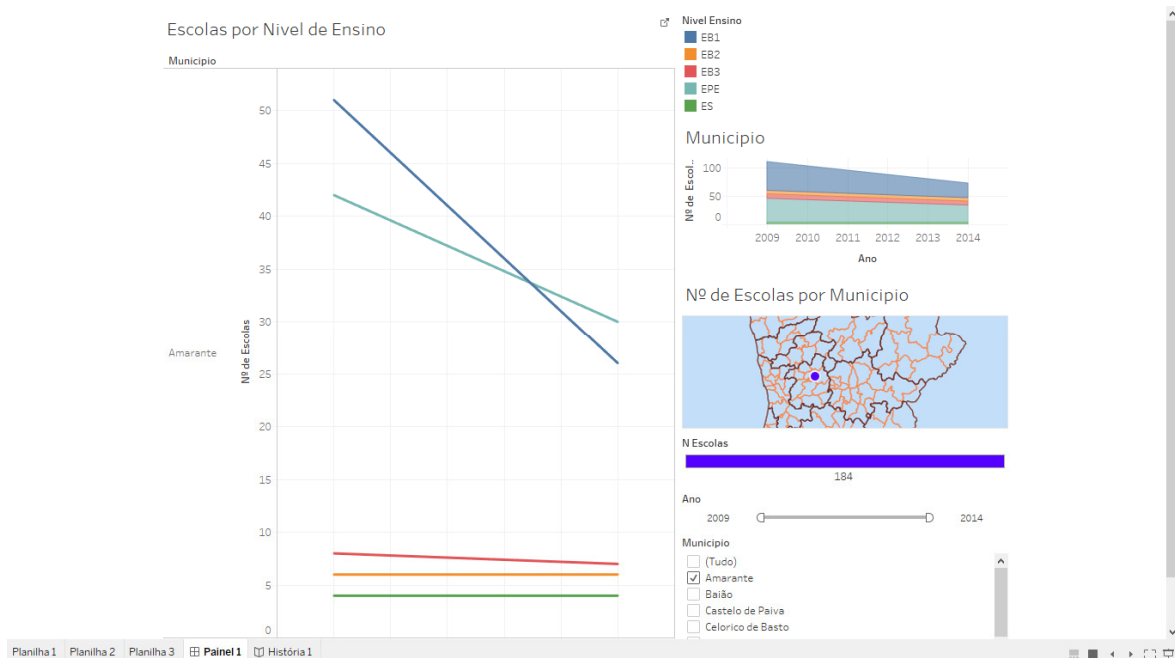 Escolas por Nivel de Ensino
Municipio
50
45
40
35
30
25
20
15
10
5
0
Nº de Escolas
Amarante
Nivel Ensino
EB1
EB2
EB3
EPE
ES
Municipio
Nº de Escol..
100
50
0
2009 2010 2011 2012 2013 2014
Ano
Nº de Escolas por Municipio
N Escolas
184
Ano
2009 2014
Municipio
(Tudo)
Amarante
Baião
Castelo de Paiva
Celorico de Basto
Planilha 1 Planilha 2 Planilha 3 Painel 1 História 1